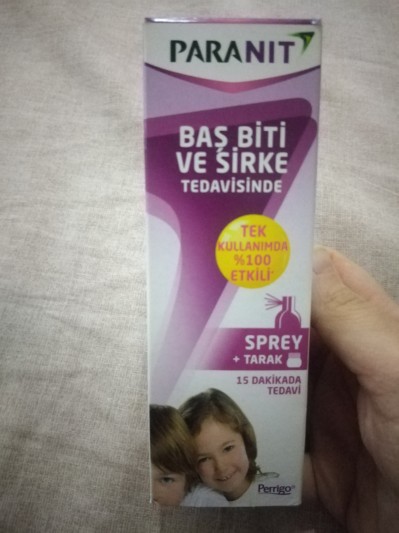 PARANIT
BAŞ BİTİ
VE SİRKE
TEDAVİSİNDE
TEK
KULLANIMDA
%100
ETKİLİ*
SPREY
+ TARAK
15 DAKİKADA
TEDAVİ
Perrigo